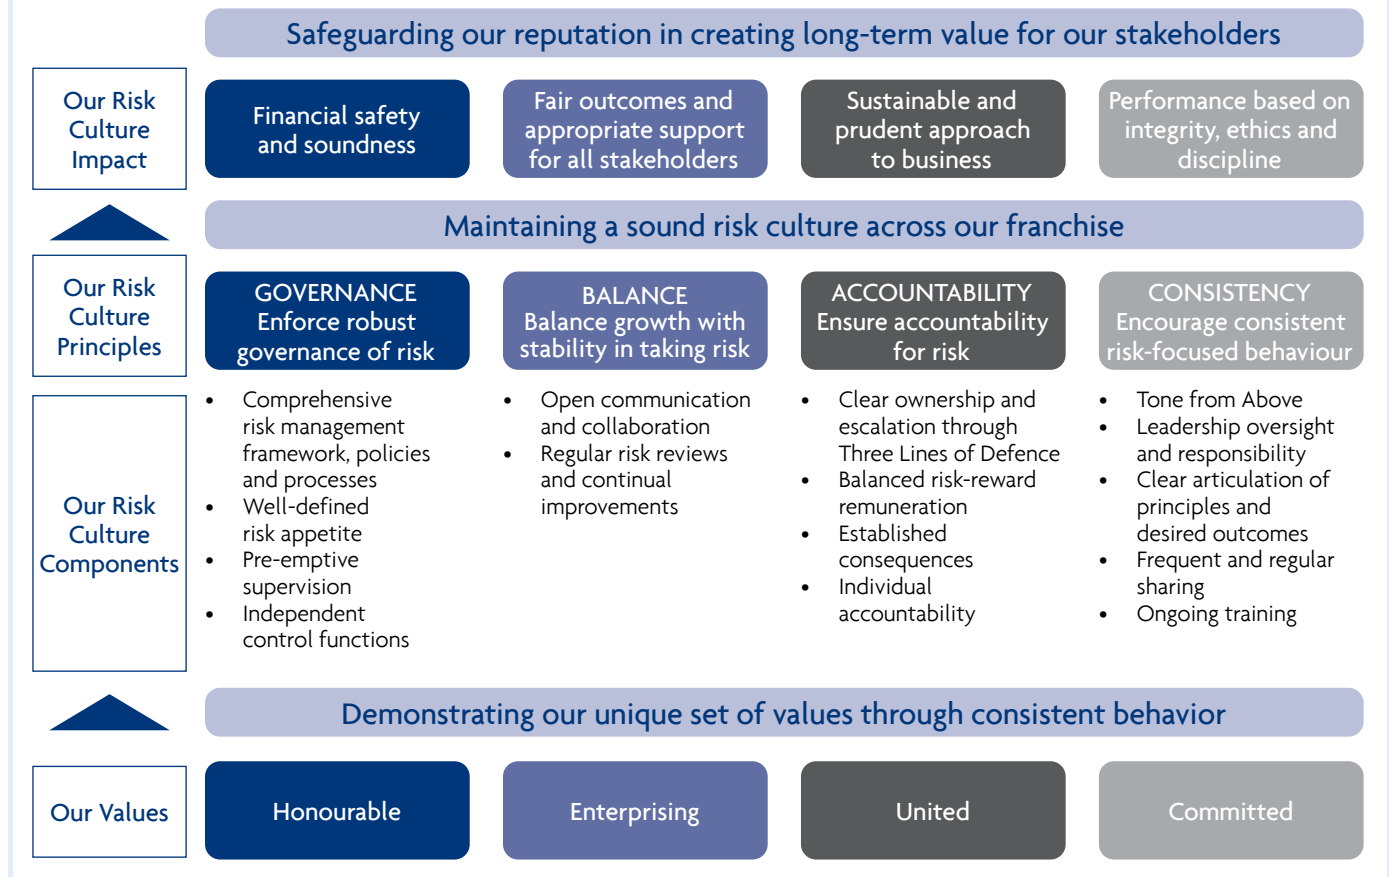 Safeguarding our reputation in creating long-term value for our stakeholders
Our Risk
Culture
Impact
Financial safety
and soundness
Fair outcomes and
appropriate support
for all stakeholders
Sustainable and
prudent approach
to business
Performance based on
integrity, ethics and
discipline
Maintaining a sound risk culture across our franchise
Our Risk
Culture
Principles
GOVERNANCE
Enforce robust
governance of risk
BALANCE
Balance growth with
stability in taking risk
ACCOUNTABILITY
Ensure accountability
for risk
CONSISTENCY
Encourage consistent
risk-focused behaviour
Our Risk
Culture
Components
• Comprehensive
risk management
framework, policies
and processes
• Well-defined
risk appetite
• Pre-emptive
supervision
• Independent
control functions
• Open communication
and collaboration
• Regular risk reviews
and continual
improvements
• Clear ownership and
escalation through
Three Lines of Defence
• Balanced risk-reward
remuneration
• Established
consequences
• Individual
accountability
• Tone from Above
• Leadership oversight
and responsibility
• Clear articulation of
principles and
desired outcomes
• Frequent and regular
sharing
• Ongoing training
Demonstrating our unique set of values through consistent behavior
Our Values
Honourable
Enterprising
United
Committed